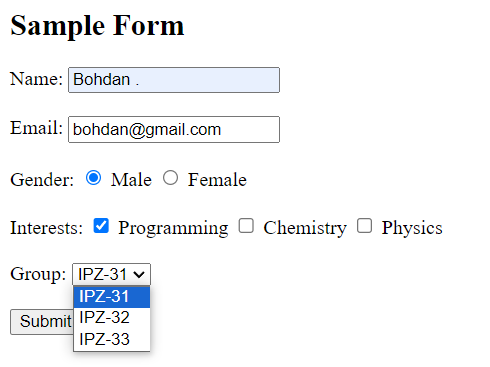 Sample Form
Name: Bohdan .
Email: bohdan@gmail.com
Gender: Male Female
Interests: Programming Chemistry Physics
Group: IPZ-31
IPZ-31
IPZ-32
IPZ-33
Submit